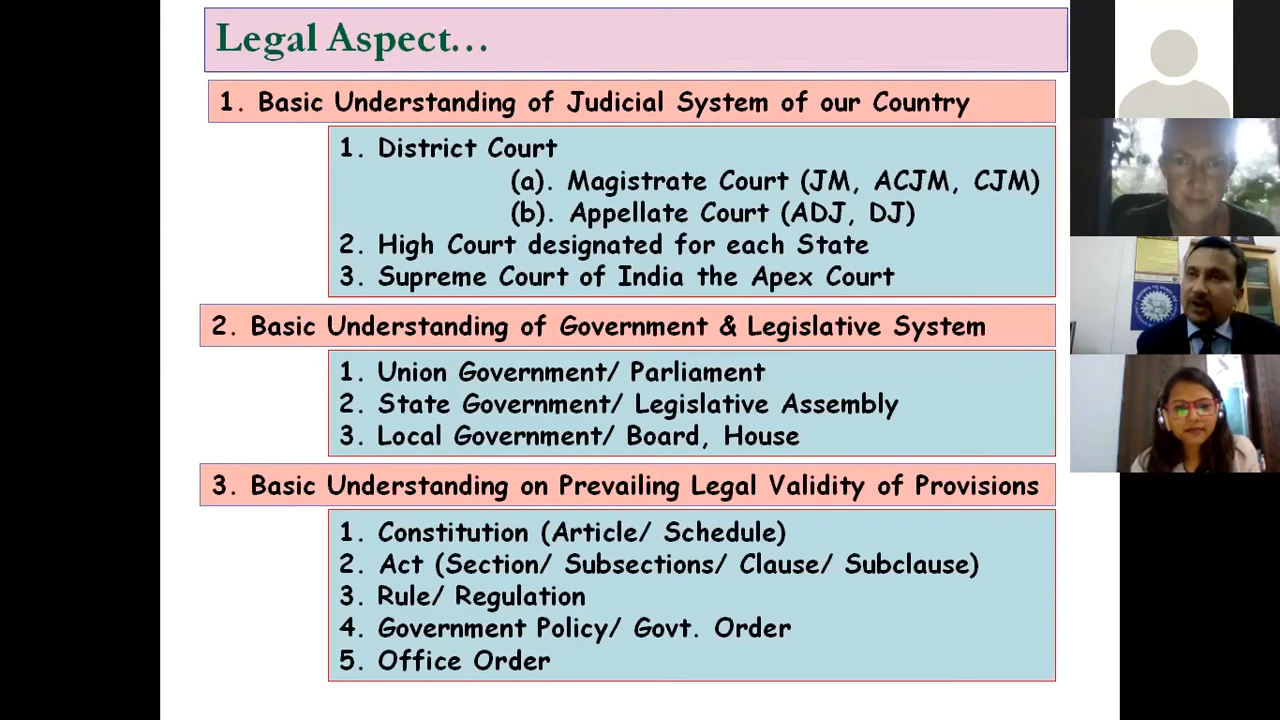 Legal Aspect...
1. Basic Understanding of Judicial System of our Country
1. District Court
(a). Magistrate Court (JM, ACJM, CJM)
(b). Appellate Court (ADJ, DJ)
2. High Court designated for each State
3. Supreme Court of India the Apex Court
2. Basic Understanding of Government & Legislative System
1. Union Government/ Parliament
2. State Government/ Legislative Assembly
3. Local Government/ Board, House
3. Basic Understanding on Prevailing Legal Validity of Provisions
1. Constitution (Article/ Schedule)
2. Act (Section/ Subsections/ Clause/ Subclause)
3. Rule/ Regulation
4. Government Policy/ Govt. Order
5. Office Order